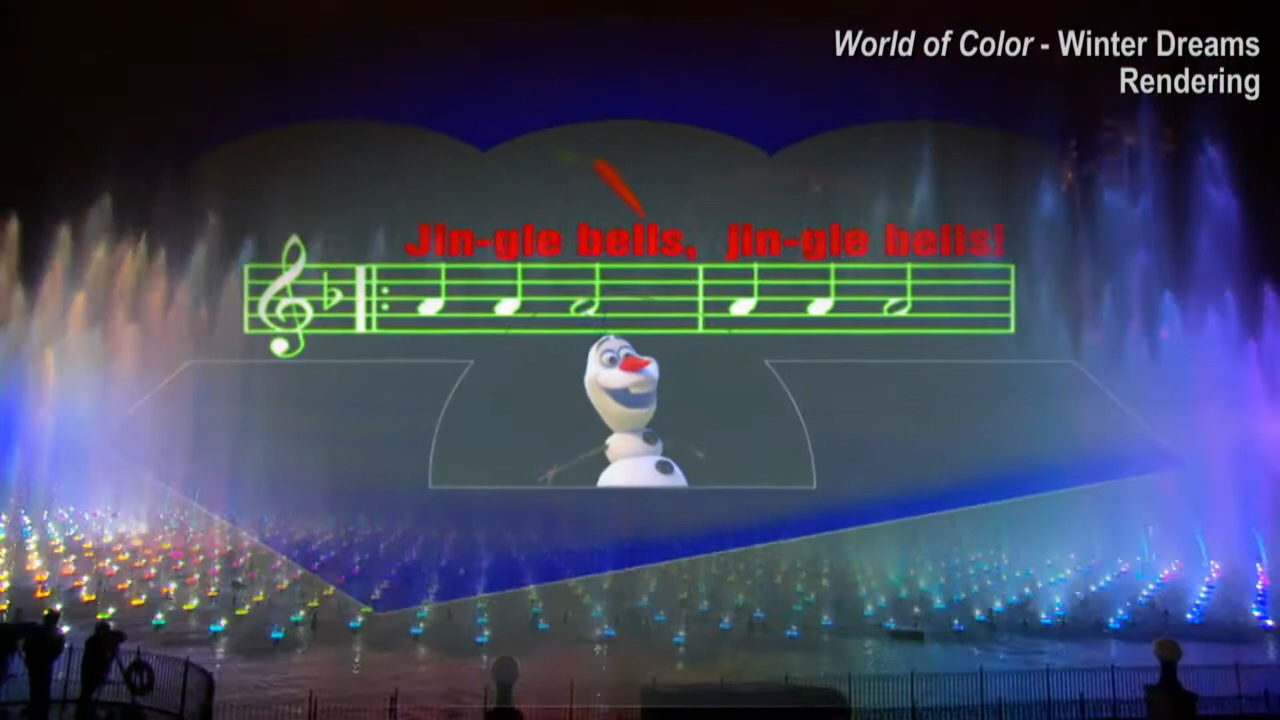 World of Color - Winter Dreams
Rendering
Jin-gle bells, jin-gle bells!